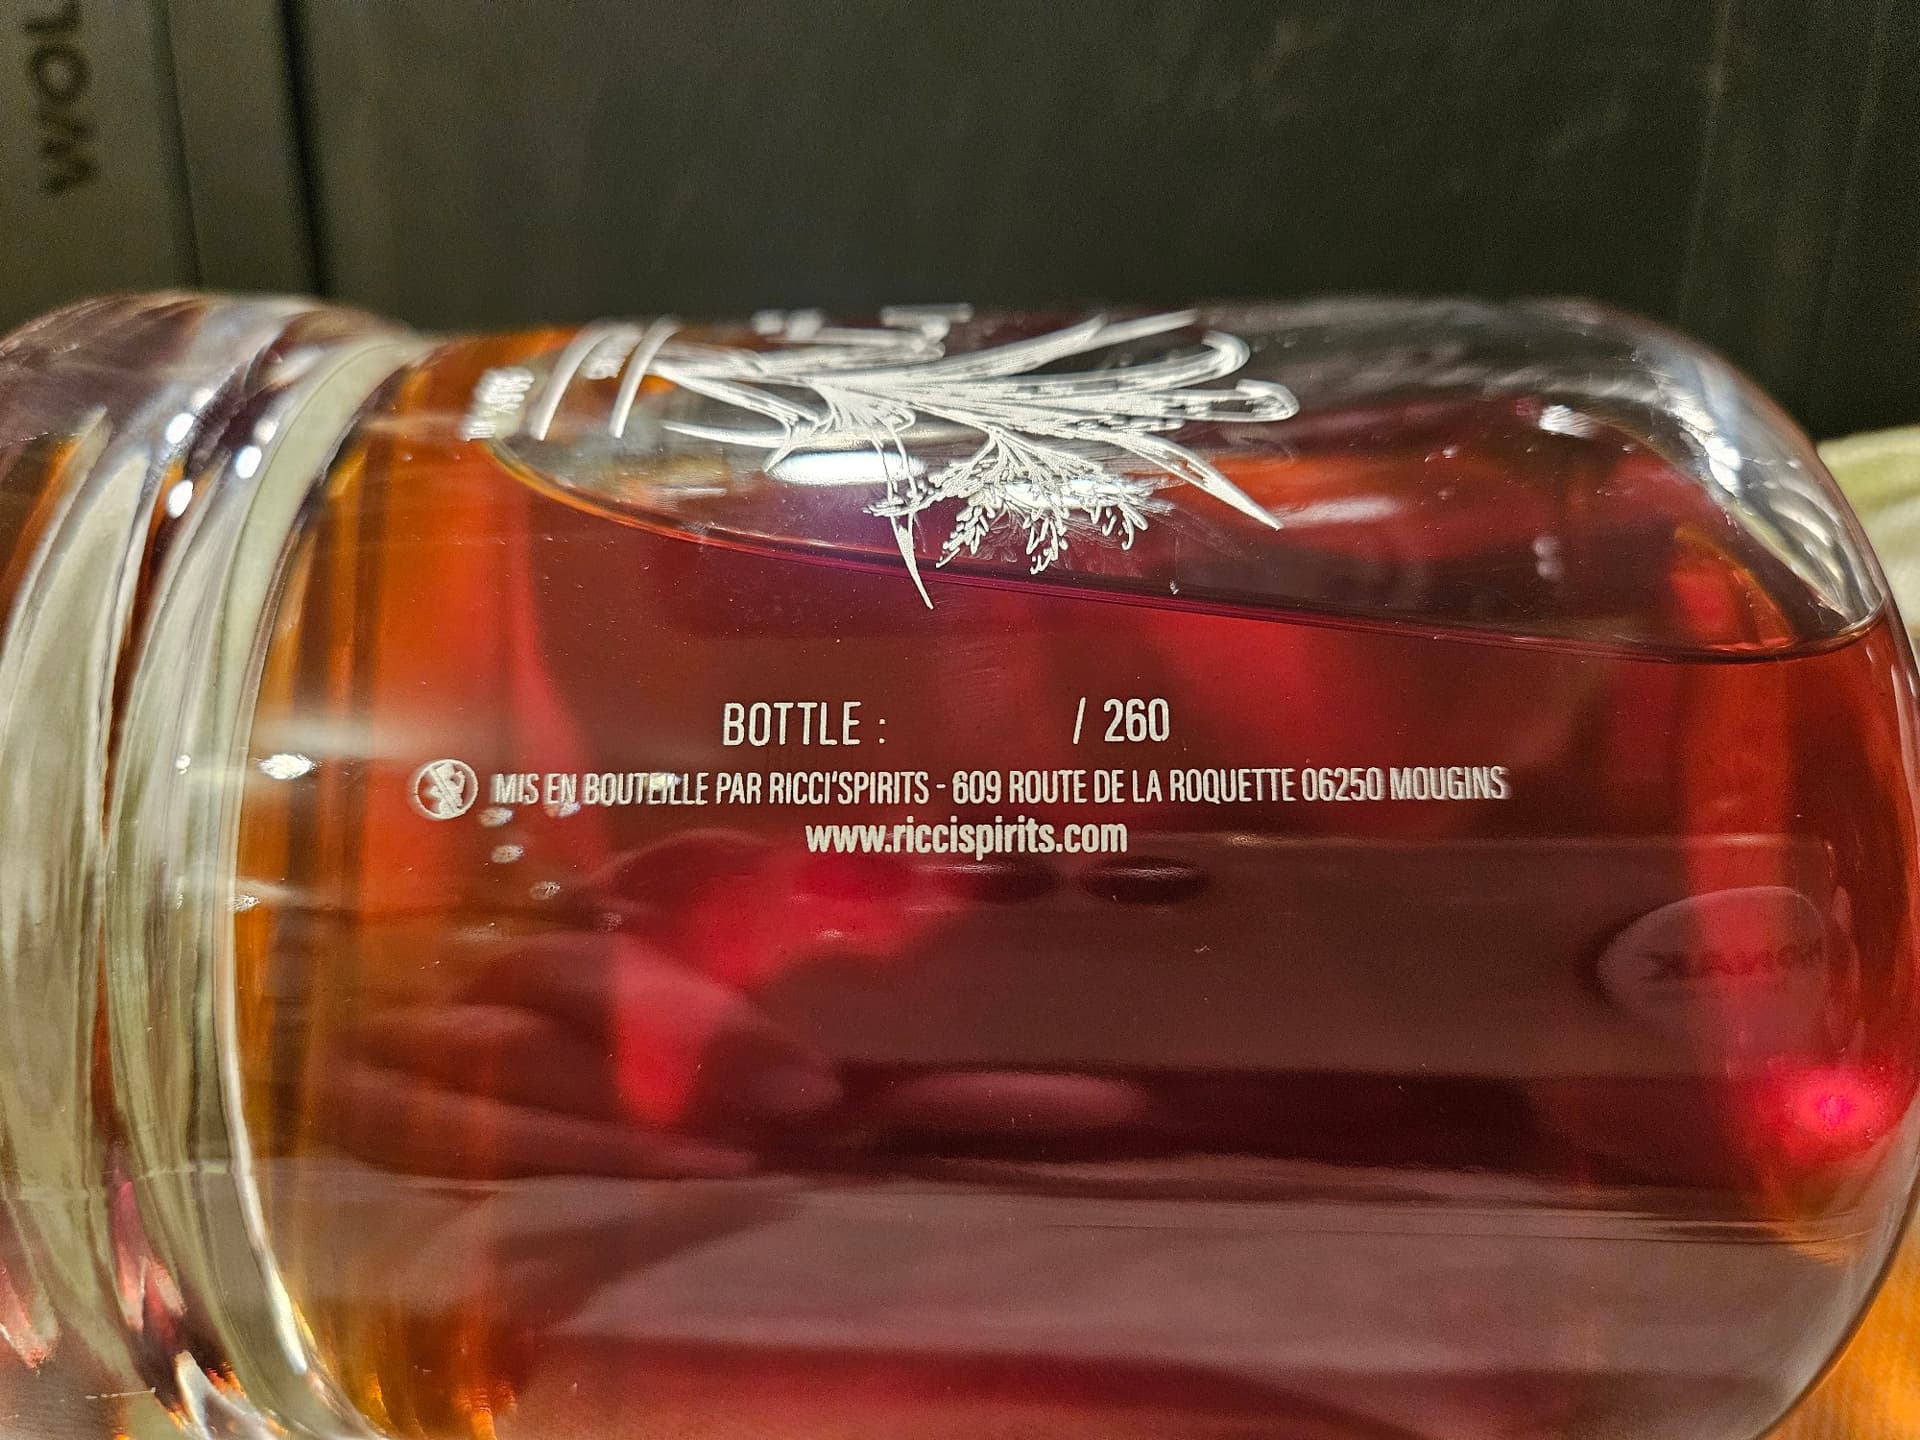 BOTTLE : / 260
MIS EN BOUTEILLE PAR RICCI'SPIRITS - 609 ROUTE DE LA ROQUETTE 06250 MOUGINS
www.riccispirits.com